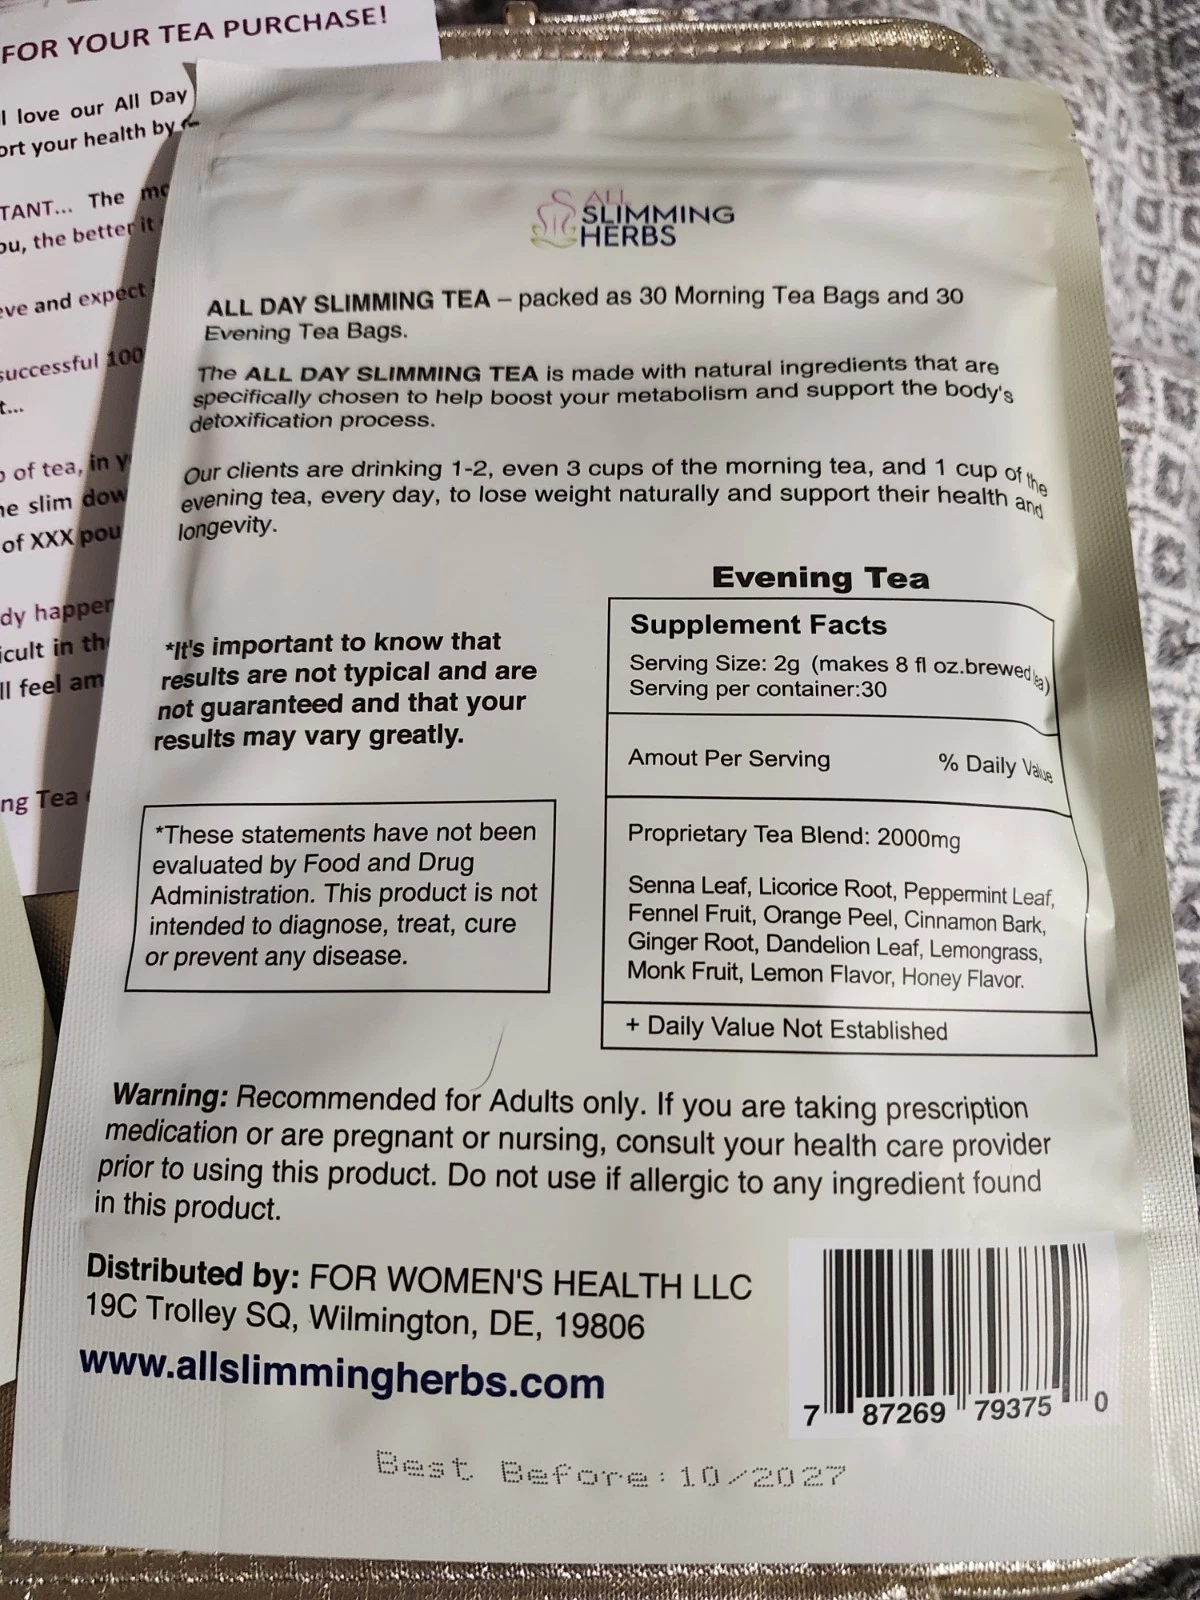 FOR YOUR TEA PURCHASE!
I love our All Day
ort your health by
TANT... The mo
ou, the better it
eve and expect
successful 100
t...
p of tea, in y
ne slim dow
of XXX pou
dy happen
icult in th
ll feel am
ng Tea
ALL
SLIMMING
HERBS
ALL DAY SLIMMING TEA – packed as 30 Morning Tea Bags and 30
Evening Tea Bags.
The ALL DAY SLIMMING TEA is made with natural ingredients that are
specifically chosen to help boost your metabolism and support the body's
detoxification process.
Our clients are drinking 1-2, even 3 cups of the morning tea, and 1 cup of the
evening tea, every day, to lose weight naturally and support their health and
longevity.
*It's important to know that
results are not typical and are
not guaranteed and that your
results may vary greatly.
*These statements have not been
evaluated by Food and Drug
Administration. This product is not
intended to diagnose, treat, cure
or prevent any disease.
Evening Tea
Supplement Facts
Serving Size: 2g (makes 8 fl oz.brewed tea)
Serving per container:30
Amout Per Serving % Daily Value
Proprietary Tea Blend: 2000mg
Senna Leaf, Licorice Root, Peppermint Leaf,
Fennel Fruit, Orange Peel, Cinnamon Bark,
Ginger Root, Dandelion Leaf, Lemongrass,
Monk Fruit, Lemon Flavor, Honey Flavor.
+ Daily Value Not Established
Warning: Recommended for Adults only. If you are taking prescription
medication or are pregnant or nursing, consult your health care provider
prior to using this product. Do not use if allergic to any ingredient found
in this product.
Distributed by: FOR WOMEN'S HEALTH LLC
19C Trolley SQ, Wilmington, DE, 19806
www.allslimmingherbs.com
7 87269 79375 0
Best Before:10/2027